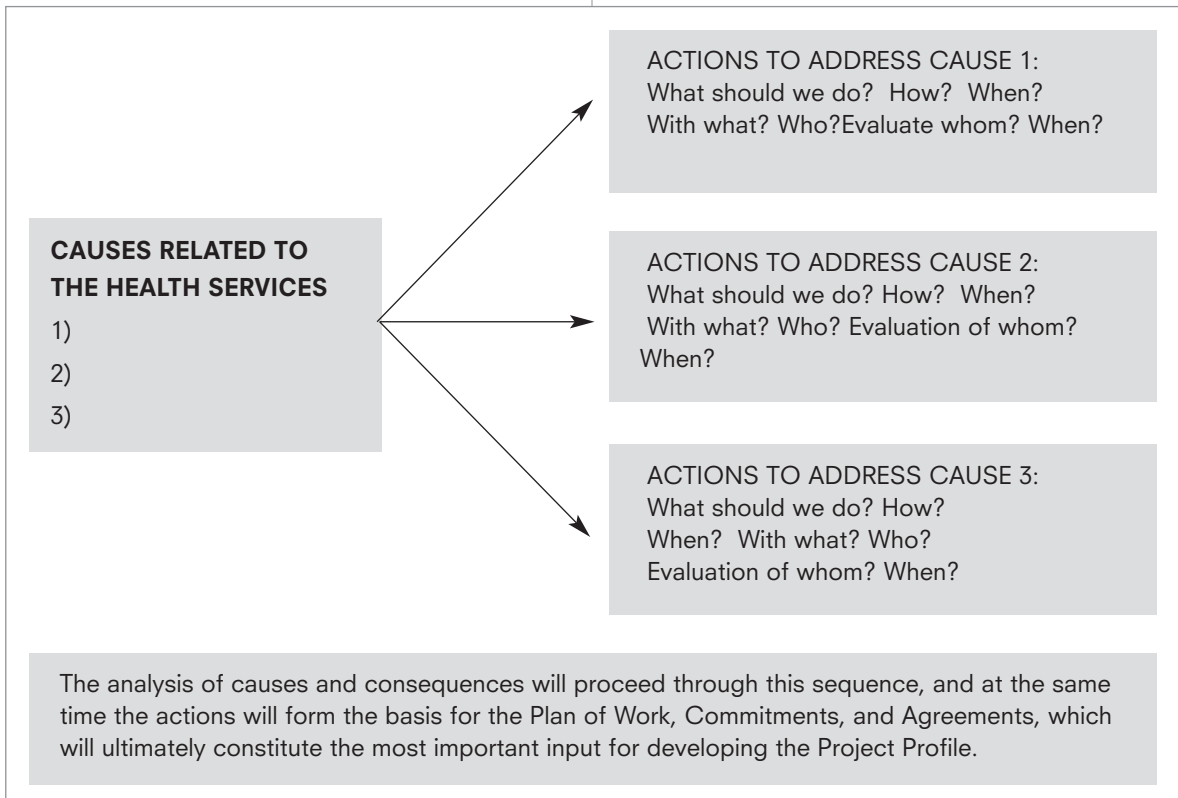 CAUSES RELATED TO
THE HEALTH SERVICES
1)
2)
3)
ACTIONS TO ADDRESS CAUSE 1:
What should we do?  How?  When?
With what? Who?Evaluate whom? When?
ACTIONS TO ADDRESS CAUSE 2:
What should we do? How?  When?
With what? Who? Evaluation of whom?
When?
ACTIONS TO ADDRESS CAUSE 3:
What should we do? How?
When?  With what? Who?
Evaluation of whom? When?
The analysis of causes and consequences will proceed through this sequence, and at the same
time the actions will form the basis for the Plan of Work, Commitments, and Agreements, which
will ultimately constitute the most important input for developing the Project Profile.